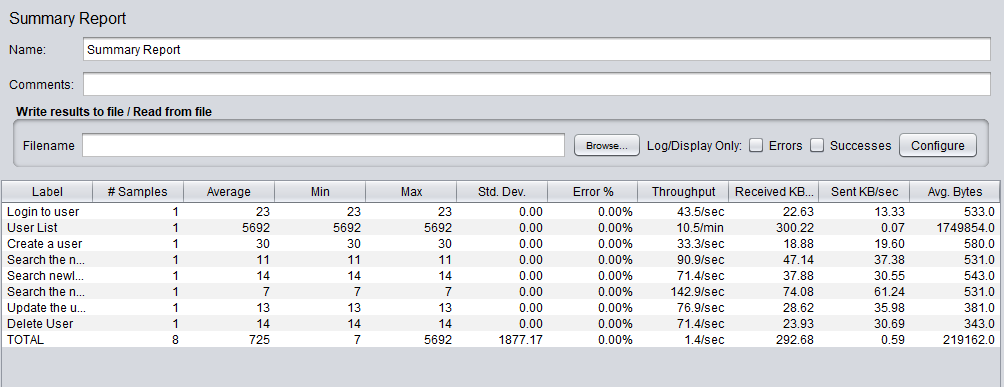 Summary Report
Name: Summary Report
Comments:
Write results to file / Read from file
Filename Browse... Log/Display Only: Errors Successes Configure
Label # Samples Average Min Max Std. Dev. Error % Throughput Received KB... Sent KB/sec Avg. Bytes
Login to user 1 23 23 23 0.00 0.00% 43.5/sec 22.63 13.33 533.0
User List 1 5692 5692 5692 0.00 0.00% 10.5/min 300.22 0.07 1749854.0
Create a user 1 30 30 30 0.00 0.00% 33.3/sec 18.88 19.60 580.0
Search the n... 1 11 11 11 0.00 0.00% 90.9/sec 47.14 37.38 531.0
Search newl... 1 14 14 14 0.00 0.00% 71.4/sec 37.88 30.55 543.0
Search the n... 1 7 7 7 0.00 0.00% 142.9/sec 74.08 61.24 531.0
Update the u... 1 13 13 13 0.00 0.00% 76.9/sec 28.62 35.98 381.0
Delete User 1 14 14 14 0.00 0.00% 71.4/sec 23.93 30.69 343.0
TOTAL 8 725 7 5692 1877.17 0.00% 1.4/sec 292.68 0.59 219162.0